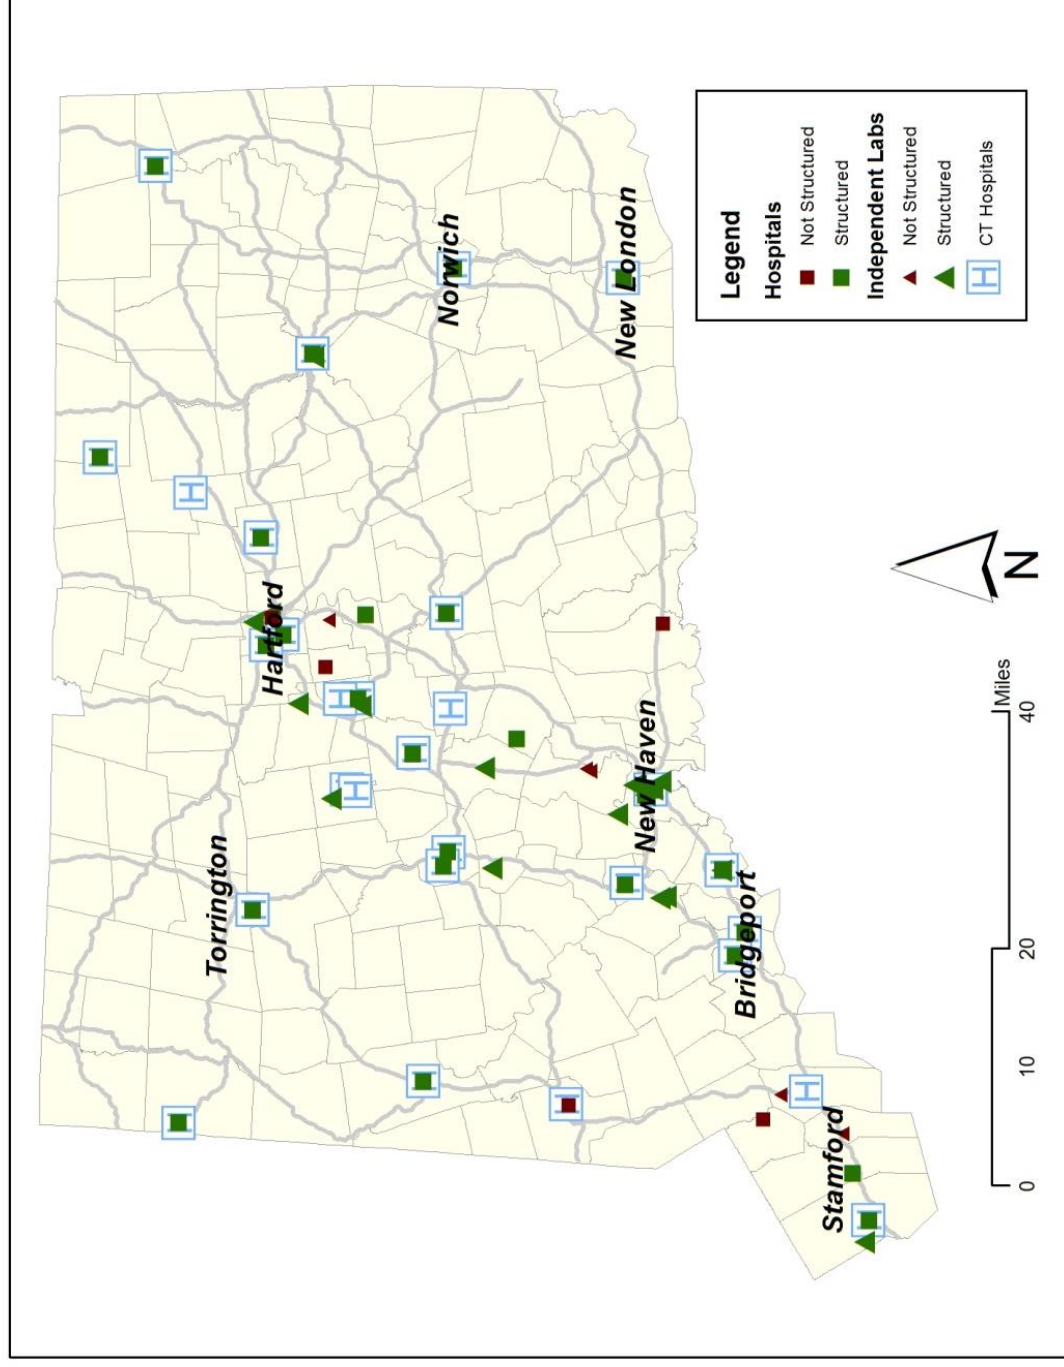 Torrington
Hartford
Norwich
New London
New Haven
Bridgeport
Stamford
Legend
Hospitals
Not Structured
Structured
Independent Labs
Not Structured
Structured
H CT Hospitals
Miles
0 10 20 40
N